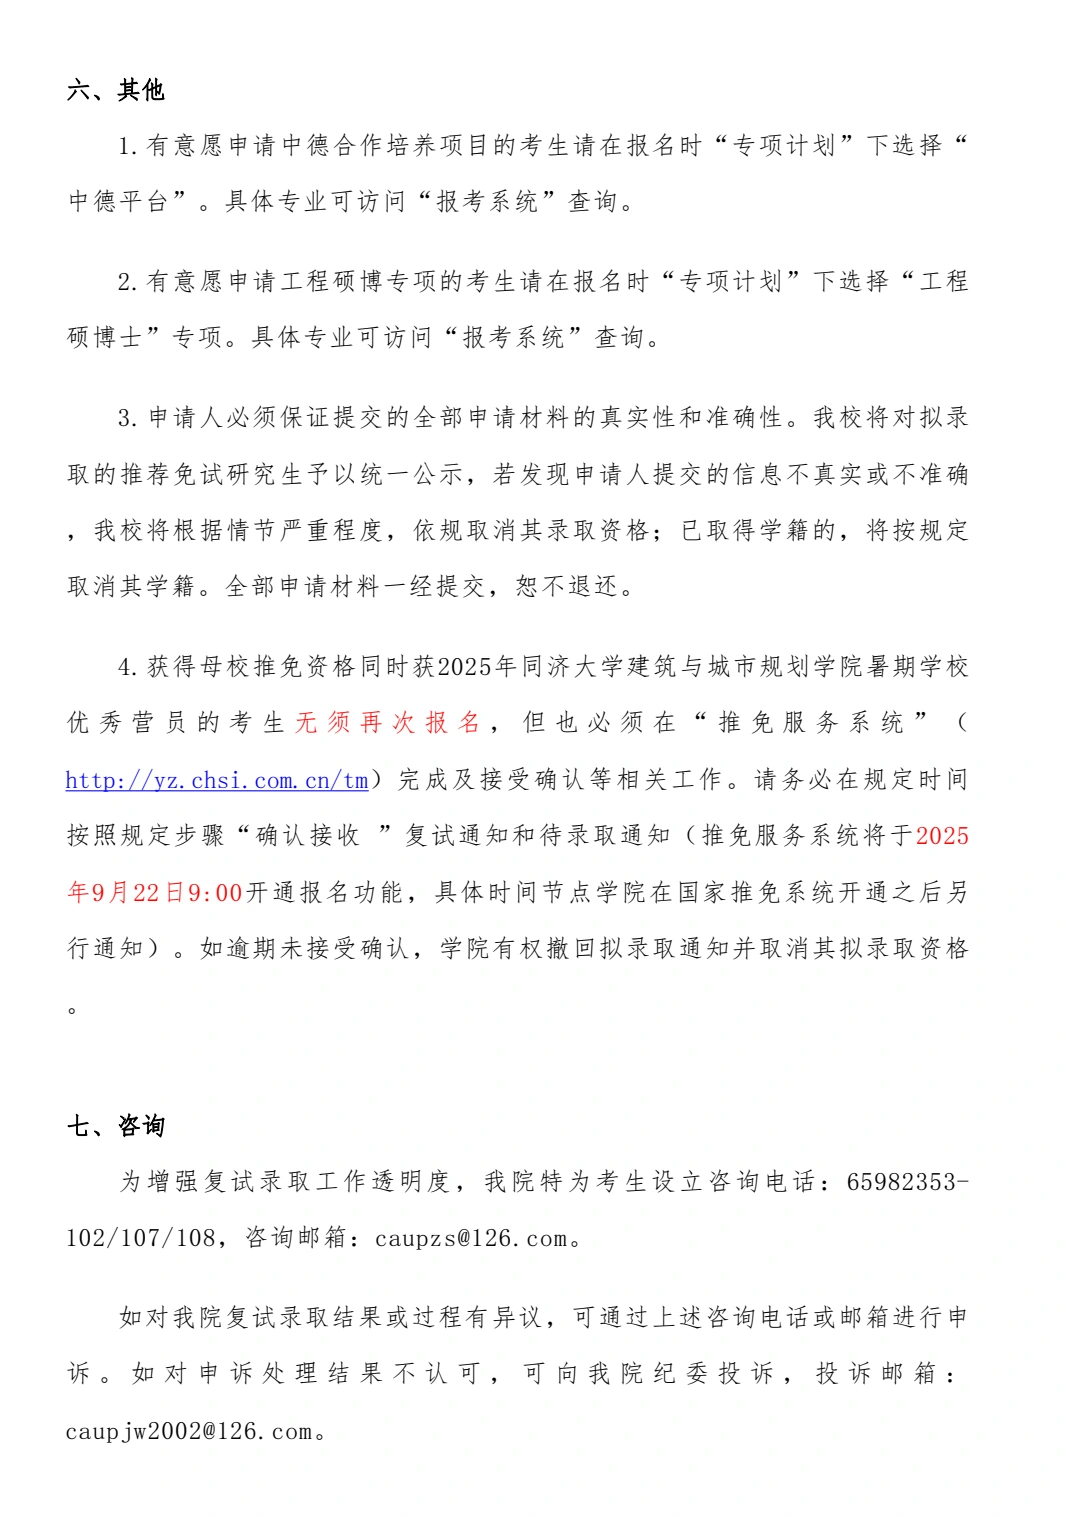 六、其他
1.有意愿申请中德合作培养项目的考生请在报名时“专项计划”下选择“
中德平台”。具体专业可访问“报考系统”查询。
2.有意愿申请工程硕博专项的考生请在报名时“专项计划”下选择“工程
硕博士”专项。具体专业可访问“报考系统”查询。
3.申请人必须保证提交的全部申请材料的真实性和准确性。我校将对拟录
取的推荐免试研究生予以统一公示，若发现申请人提交的信息不真实或不准确
，我校将根据情节严重程度，依规取消其录取资格；已取得学籍的，将按规定
取消其学籍。全部申请材料一经提交，恕不退还。
4.获得母校推免资格同时获2025年同济大学建筑与城市规划学院暑期学校
优秀营员的考生无须再次报名，但也必须在“推免服务系统”（
http://yz.chsi.com.cn/tm）完成及接受确认等相关工作。请务必在规定时间
按照规定步骤“确认接收 ”复试通知和待录取通知（推免服务系统将于2025
年9月22日9:00开通报名功能，具体时间节点学院在国家推免系统开通之后另
行通知）。如逾期未接受确认，学院有权撤回拟录取通知并取消其拟录取资格
。
七、咨询
为增强复试录取工作透明度，我院特为考生设立咨询电话：65982353-
102/107/108，咨询邮箱：caupzs@126.com。
如对我院复试录取结果或过程有异议，可通过上述咨询电话或邮箱进行申
诉。如对申诉处理结果不认可，可向我院纪委投诉，投诉邮箱：
caupjw2002@126.com。